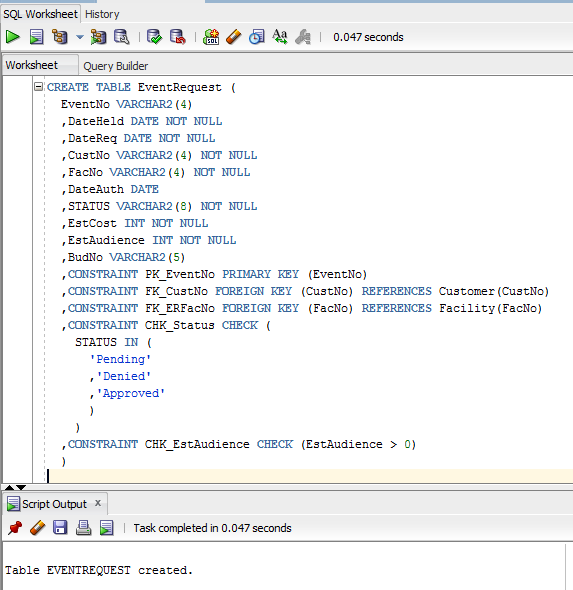 SQL Worksheet History
0.047 seconds
Worksheet Query Builder
CREATE TABLE EventRequest (
EventNo VARCHAR2(4)
,DateHeld DATE NOT NULL
,DateReq DATE NOT NULL
,CustNo VARCHAR2(4) NOT NULL
,FacNo VARCHAR2(4) NOT NULL
,DateAuth DATE
,STATUS VARCHAR2(8) NOT NULL
,EstCost INT NOT NULL
,EstAudience INT NOT NULL
,BudNo VARCHAR2(5)
,CONSTRAINT PK_EventNo PRIMARY KEY (EventNo)
,CONSTRAINT FK_CustNo FOREIGN KEY (CustNo) REFERENCES Customer(CustNo)
,CONSTRAINT FK_ERFacNo FOREIGN KEY (FacNo) REFERENCES Facility(FacNo)
,CONSTRAINT CHK_Status CHECK (
STATUS IN (
'Pending'
,'Denied'
,'Approved'
)
)
,CONSTRAINT CHK_EstAudience CHECK (EstAudience > 0)
)
Script Output x
Task completed in 0.047 seconds
Table EVENTREQUEST created.